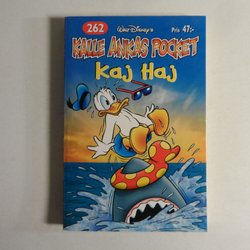 262
Walt Disney's
Pris 47:-
KALLE ANKAS POCKET
Kaj Haj